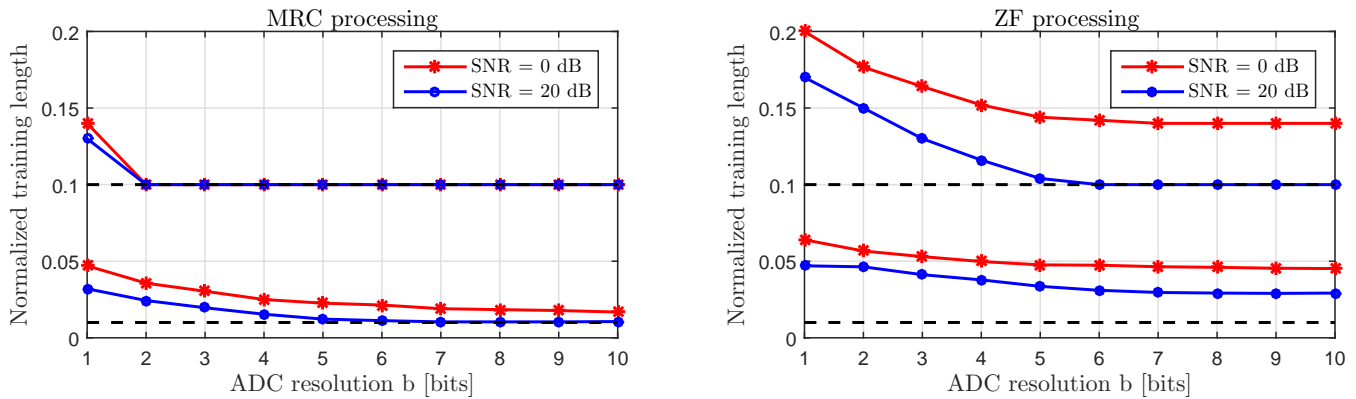 MRC processing
Normalized training length
0.2
0.15
0.1
0.05
0
SNR = 0 dB
SNR = 20 dB
1 2 3 4 5 6 7 8 9 10
ADC resolution b [bits]
ZF processing
Normalized training length
0.2
0.15
0.1
0.05
0
SNR = 0 dB
SNR = 20 dB
1 2 3 4 5 6 7 8 9 10
ADC resolution b [bits]